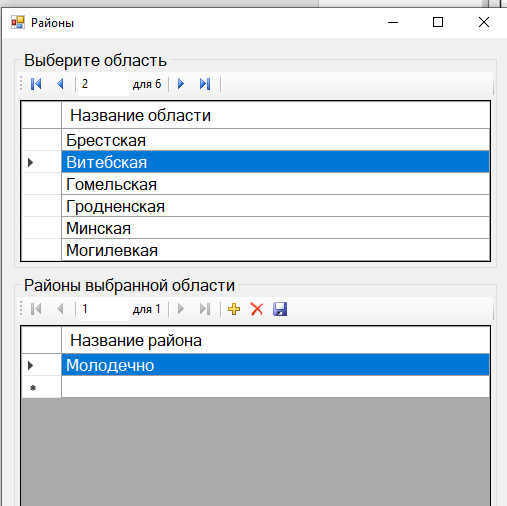 Районы
Выберите область
2 для 6
Название области
Брестская
Витебская
Гомельская
Гродненская
Минская
Могилевкая
Районы выбранной области
1 для 1
Название района
Молодечно